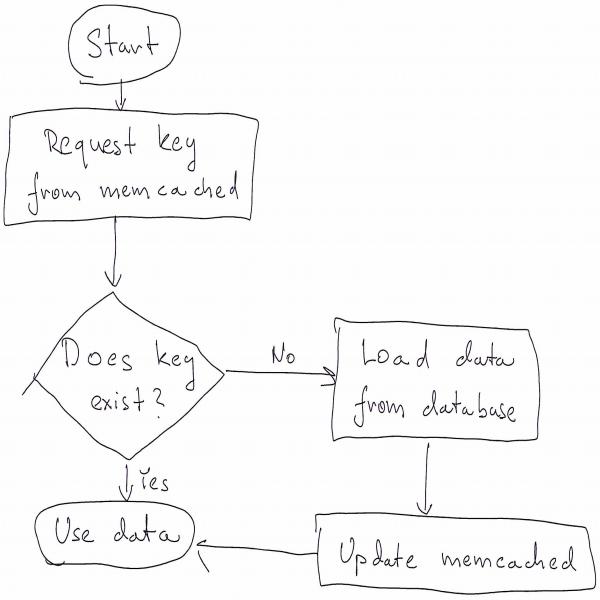 Start
Request key
from memcached
Does key
exist?
No
Load data
from database
Yes
Use data
Update memcached